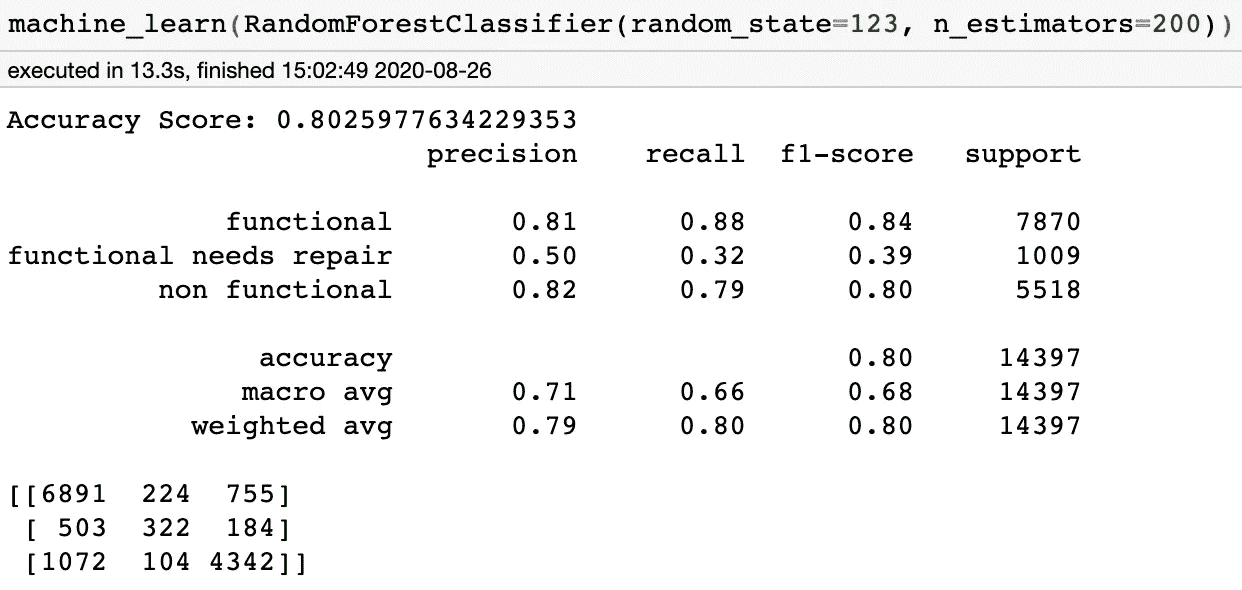 machine_learn(RandomForestClassifier(random_state=123, n_estimators=200))
executed in 13.3s, finished 15:02:49 2020-08-26
Accuracy Score: 0.8025977634229353
precision recall f1-score support
functional 0.81 0.88 0.84 7870
functional needs repair 0.50 0.32 0.39 1009
non functional 0.82 0.79 0.80 5518
accuracy 0.80 14397
macro avg 0.71 0.66 0.68 14397
weighted avg 0.79 0.80 0.80 14397
[[6891 224 755]
[ 503 322 184]
[1072 104 4342]]